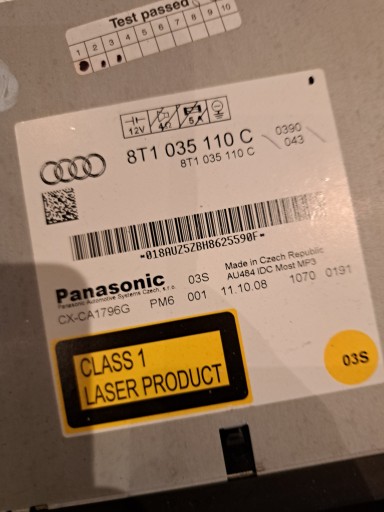 Test passed
1 2 3 4 5 6 7 8 9 10
12V 4Ω 5A
8T1 035 110 C
8T1 035 110 C
0390
043
-018AUZ5ZBH8625590F-
Panasonic 03S Made in Czech Republic
Panasonic Automotive Systems Czech, s.r.o. AU484 IDC Most MP3
CX-CA1796G PM6 001 11.10.08 1070 0191
CLASS 1
LASER PRODUCT
03S